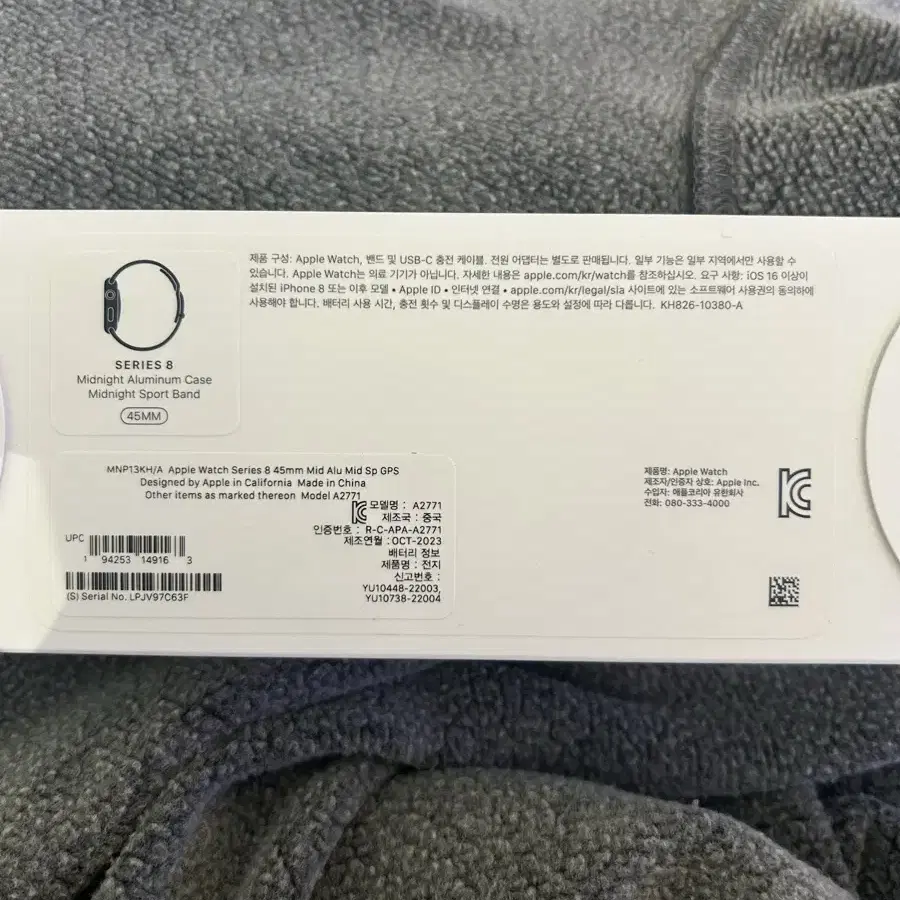 제품 구성: Apple Watch, 밴드 및 USB-C 충전 케이블. 전원 어댑터는 별도로 판매됩니다. 일부 기능은 일부 지역에서만 사용할 수
있습니다. Apple Watch는 의료 기기가 아닙니다. 자세한 내용은 apple.com/kr/watch를 참조하십시오. 요구 사항: iOS 16 이상이
설치된 iPhone 8 또는 이후 모델 • Apple ID • 인터넷 연결 • apple.com/kr/legal/sla 사이트에 있는 소프트웨어 사용권의 동의하에
사용해야 합니다. 배터리 사용 시간, 충전 횟수 및 디스플레이 수명은 용도와 설정에 따라 다릅니다. KH826-10380-A
SERIES 8
Midnight Aluminum Case
Midnight Sport Band
45MM
MNP13KH/A Apple Watch Series 8 45mm Mid Alu Mid Sp GPS
Designed by Apple in California Made in China
Other items as marked thereon Model A2771
모델명 : A2771
제조국 : 중국
인증번호 : R-C-APA-A2771
제조연월 : OCT-2023
배터리 정보
제품명 : 전지
신고번호 :
YU10448-22003,
YU10738-22004
UPC
1 94253 14916 3
(S) Serial No. LPJV97C63F
제품명: Apple Watch
제조자/인증자 상호: Apple Inc.
수입자: 애플코리아 유한회사
전화: 080-333-4000